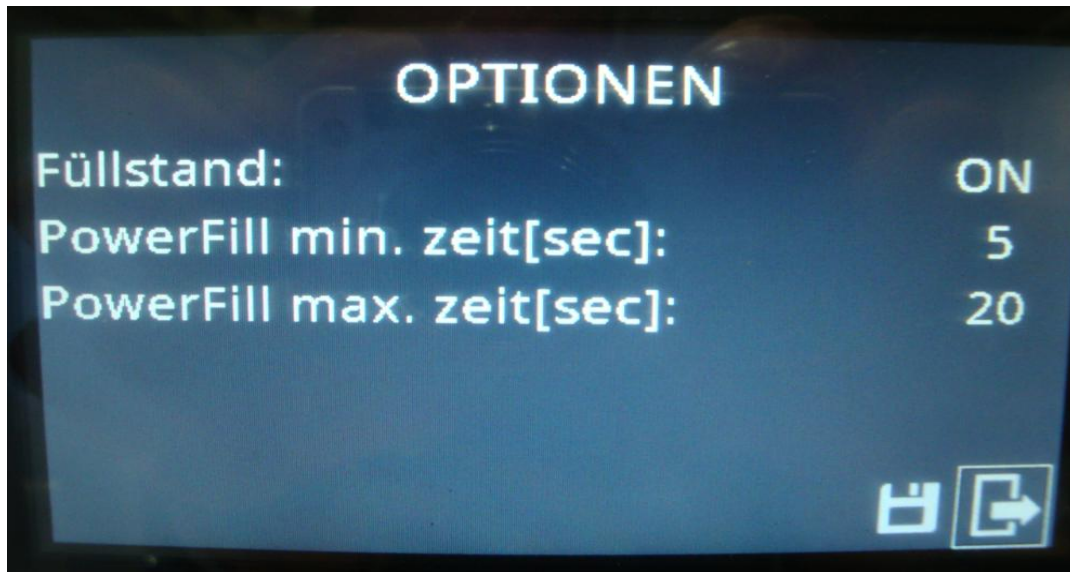 OPTIONEN
Füllstand: ON
PowerFill min. zeit[sec]: 5
PowerFill max. zeit[sec]: 20